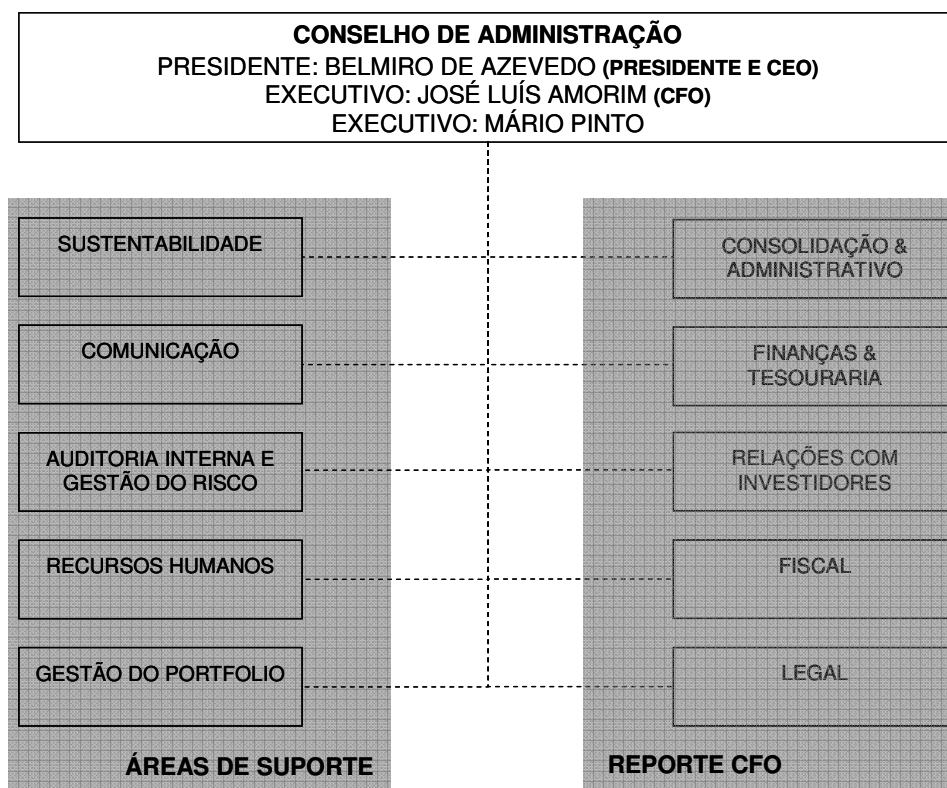 CONSELHO DE ADMINISTRAÇÃO
PRESIDENTE: BELMIRO DE AZEVEDO (PRESIDENTE E CEO)
EXECUTIVO: JOSÉ LUÍS AMORIM (CFO)
EXECUTIVO: MÁRIO PINTO
SUSTENTABILIDADE
COMUNICAÇÃO
AUDITORIA INTERNA E
GESTÃO DO RISCO
RECURSOS HUMANOS
GESTÃO DO PORTFOLIO
ÁREAS DE SUPORTE
CONSOLIDAÇÃO &
ADMINISTRATIVO
FINANÇAS &
TESOURARIA
RELAÇÕES COM
INVESTIDORES
FISCAL
LEGAL
REPORTE CFO